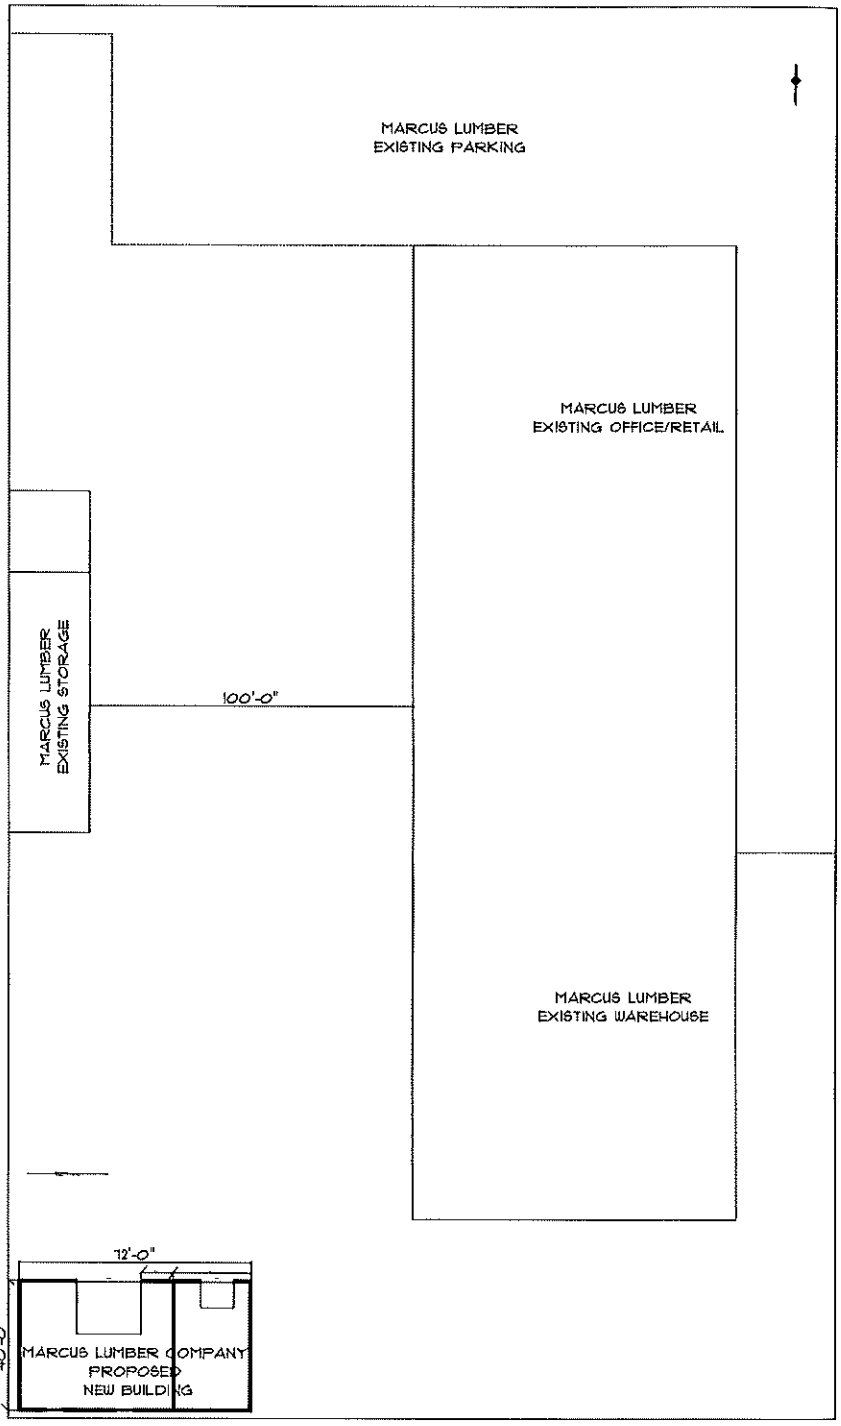 MARCUS LUMBER
EXISTING PARKING
MARCUS LUMBER
EXISTING OFFICE/RETAIL
MARCUS LUMBER
EXISTING STORAGE
100'-0"
MARCUS LUMBER
EXISTING WAREHOUSE
72'-0"
MARCUS LUMBER COMPANY
PROPOSED
NEW BUILDING